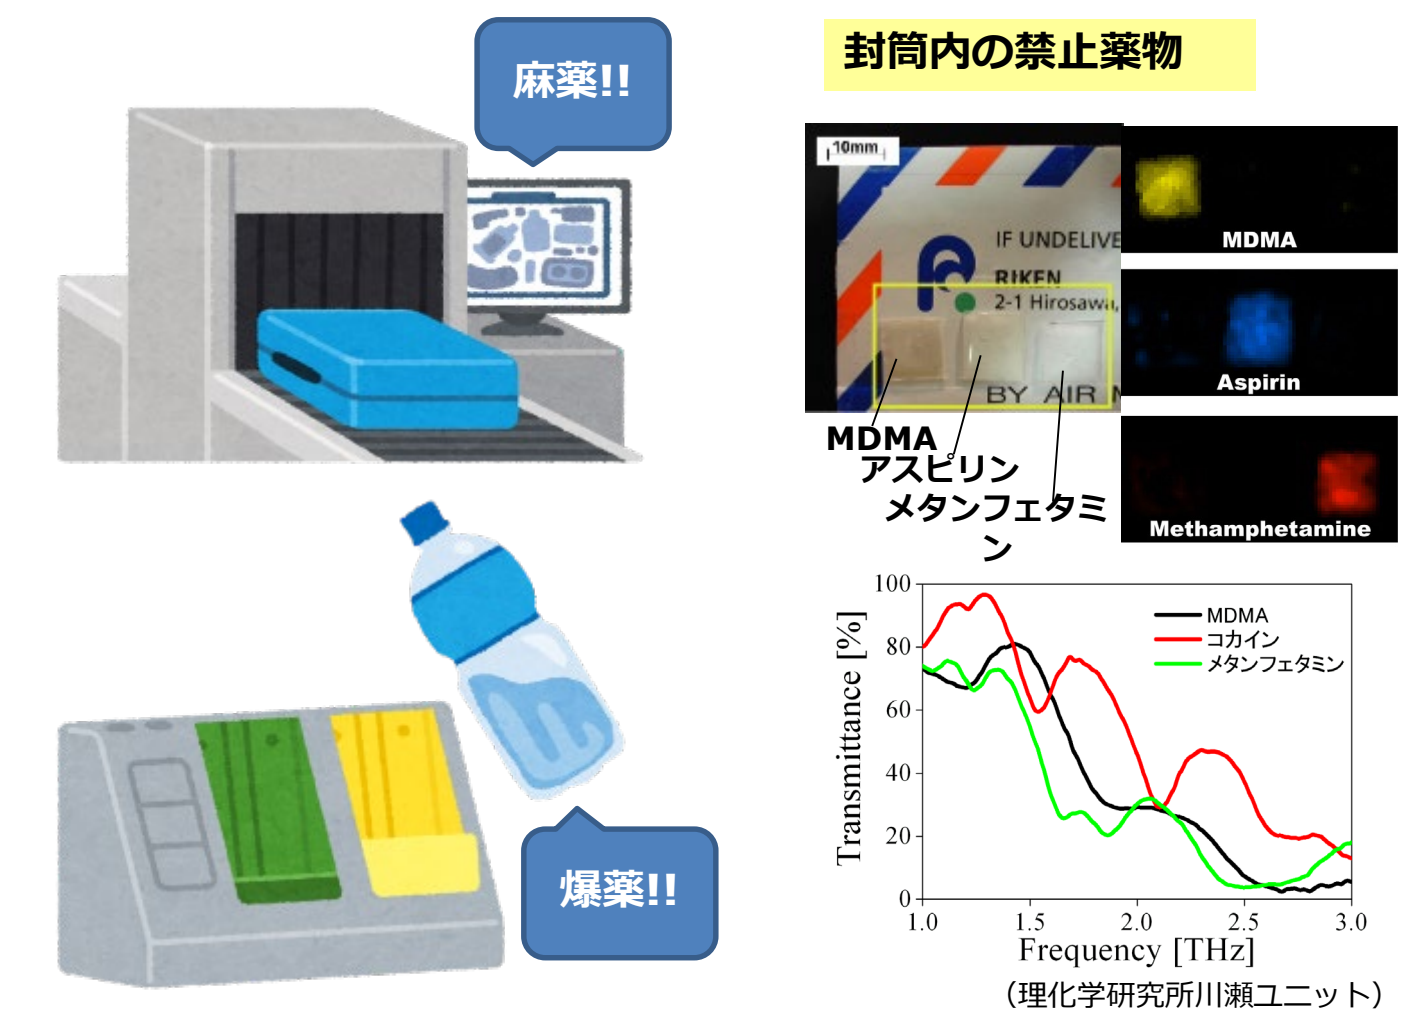 麻薬!!
爆薬!!
封筒内の禁止薬物
10mm
IF UNDELIVE
RIKEN
2-1 Hirosawa,
BY AIR M
MDMA
アスピリン
メタンフェタミ
ン
MDMA
Aspirin
Methamphetamine
Transmittance [%]
100
80
60
40
20
0
MDMA
コカイン
メタンフェタミン
1.0 1.5 2.0 2.5 3.0
Frequency [THz]
（理化学研究所川瀬ユニット）